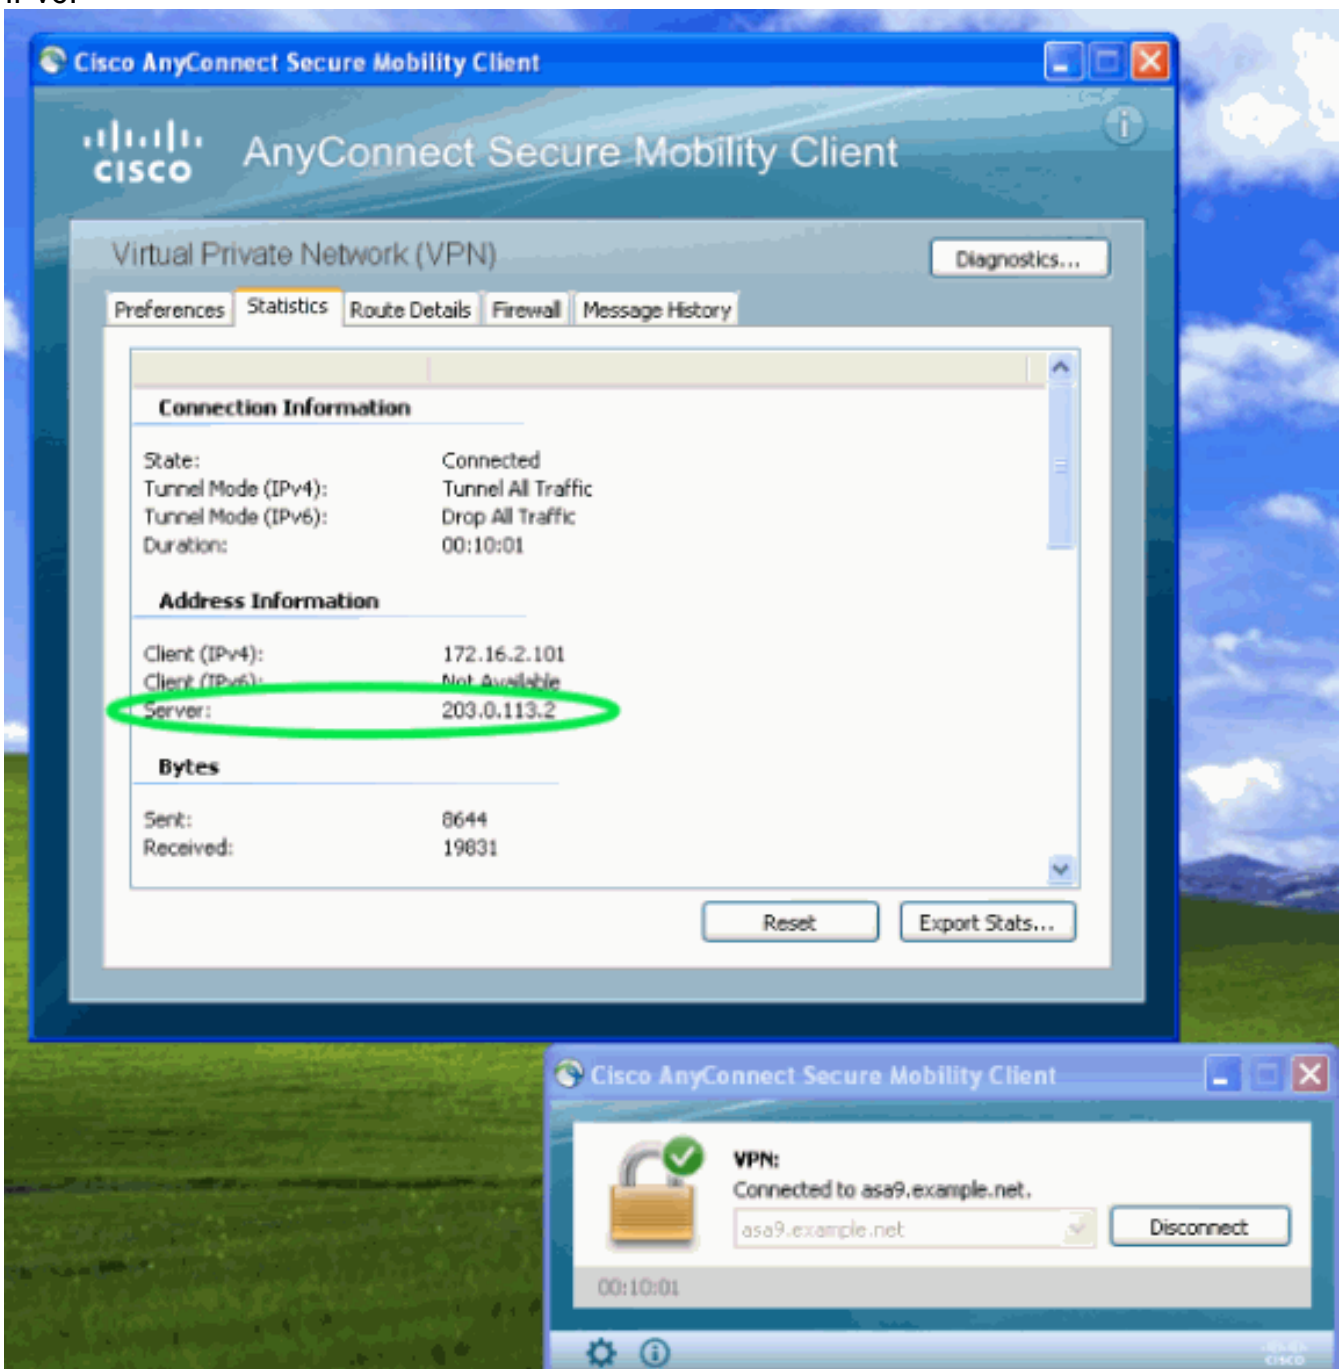 Cisco AnyConnect Secure Mobility Client
CISCO AnyConnect Secure Mobility Client
Virtual Private Network (VPN)
Diagnostics...
Preferences Statistics Route Details Firewall Message History
Connection Information
State: Connected
Tunnel Mode (IPv4): Tunnel All Traffic
Tunnel Mode (IPv6): Drop All Traffic
Duration: 00:10:01
Address Information
Client (IPv4): 172.16.2.101
Client (IPv6): Not Available
Server: 203.0.113.2
Bytes
Sent: 8644
Received: 19831
Reset Export Stats...
Cisco AnyConnect Secure Mobility Client
VPN:
Connected to asa9.example.net.
asa9.example.net Disconnect
00:10:01
CISCO